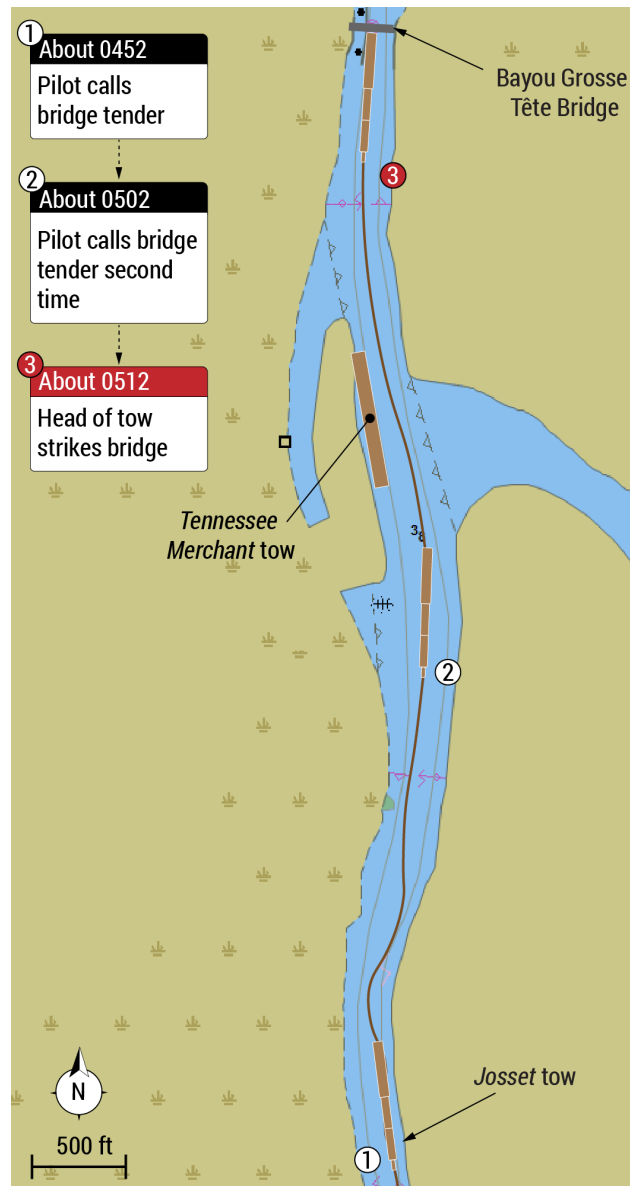 1
About 0452
Pilot calls
bridge tender
2
About 0502
Pilot calls bridge
tender second
time
3
About 0512
Head of tow
strikes bridge
Bayou Grosse
Tête Bridge
3
Tennessee
Merchant tow
3
8
2
Josset tow
1
N
500 ft